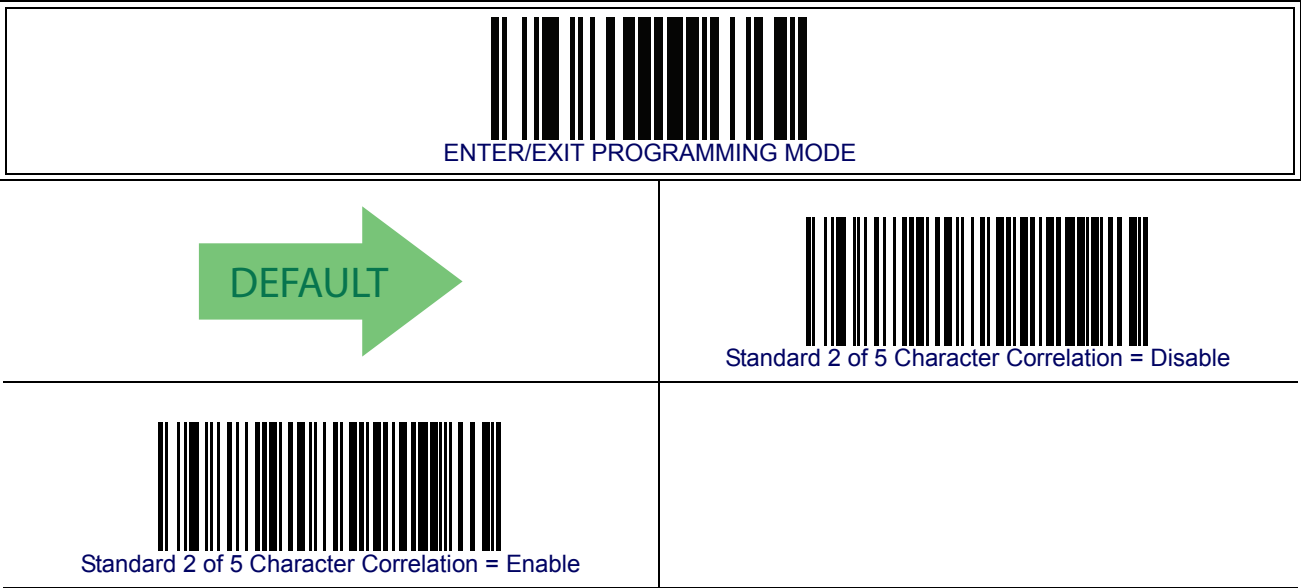 ENTER/EXIT PROGRAMMING MODE
DEFAULT
Standard 2 of 5 Character Correlation = Disable
Standard 2 of 5 Character Correlation = Enable